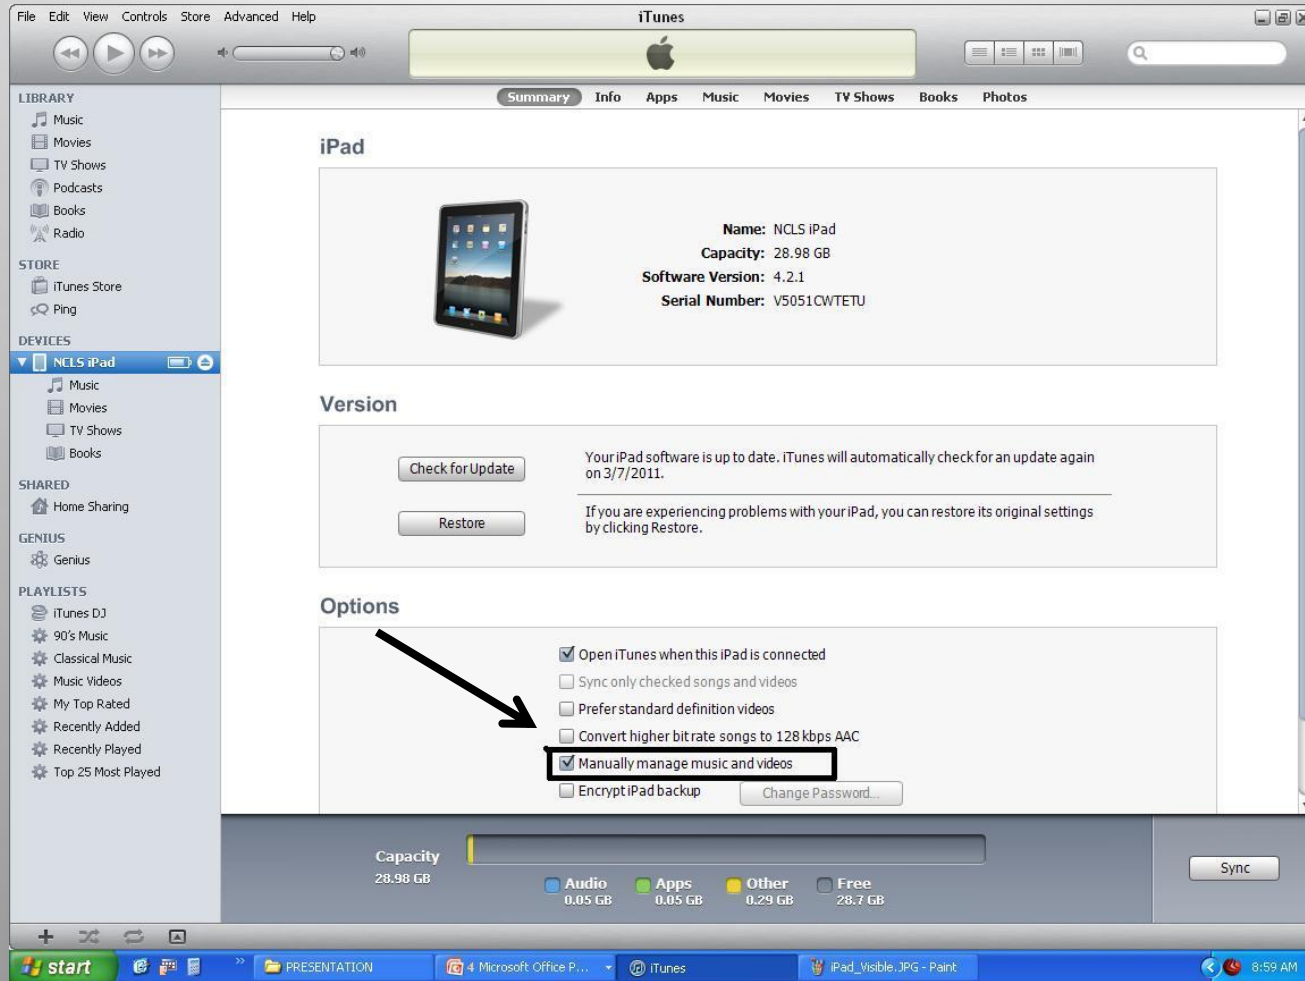 File Edit View Controls Store Advanced Help
iTunes
LIBRARY
Music
Movies
TV Shows
Podcasts
Books
Radio
STORE
iTunes Store
Ping
DEVICES
NCLS iPad
Music
Movies
TV Shows
Books
SHARED
Home Sharing
GENIUS
Genius
PLAYLISTS
iTunes DJ
90's Music
Classical Music
Music Videos
My Top Rated
Recently Added
Recently Played
Top 25 Most Played
Summary Info Apps Music Movies TV Shows Books Photos
iPad
Name: NCLS iPad
Capacity: 28.98 GB
Software Version: 4.2.1
Serial Number: V5051CWTETU
Version
Check for Update
Your iPad software is up to date. iTunes will automatically check for an update again
on 3/7/2011.
Restore
If you are experiencing problems with your iPad, you can restore its original settings
by clicking Restore.
Options
Open iTunes when this iPad is connected
Sync only checked songs and videos
Prefer standard definition videos
Convert higher bit rate songs to 128 kbps AAC
Manually manage music and videos
Encrypt iPad backup Change Password...
Capacity
28.98 GB
Audio Apps Other Free
0.05 GB 0.05 GB 0.29 GB 28.7 GB
Sync
start PRESENTATION 4 Microsoft Office P... iTunes iPad_Visible.JPG - Paint 8:59 AM